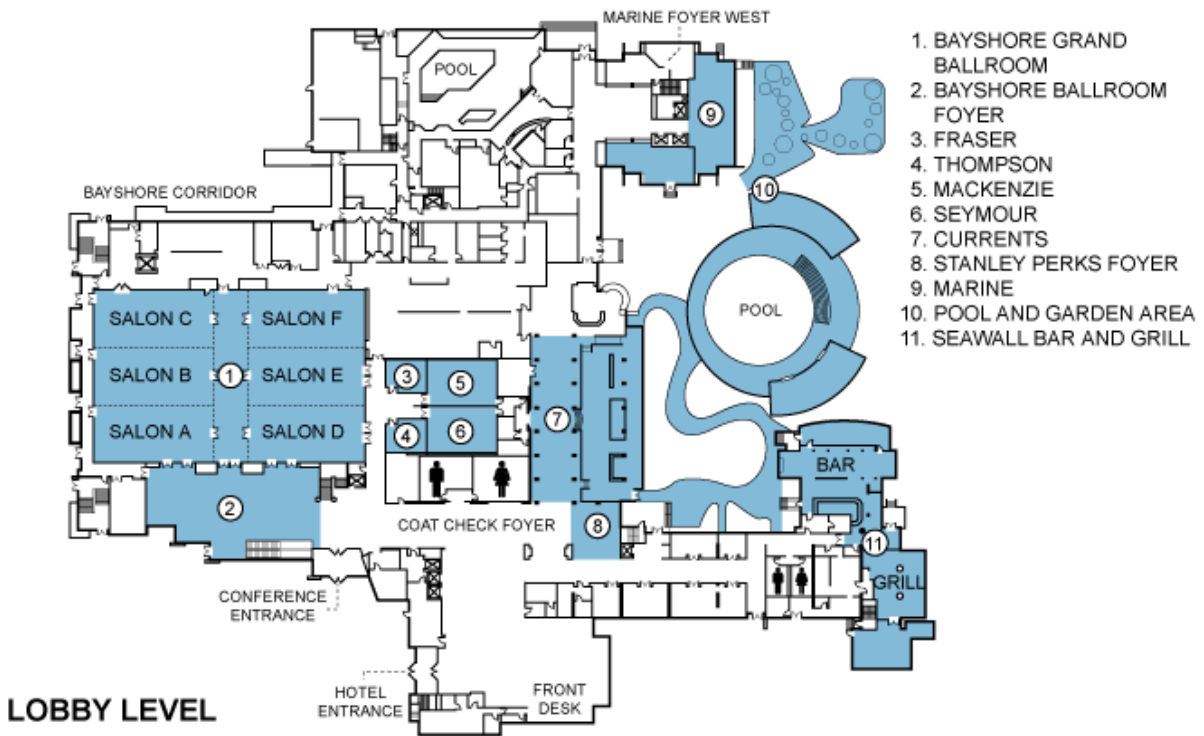 MARINE FOYER WEST
POOL
9
10
BAYSHORE CORRIDOR
POOL
SALON C
SALON F
SALON B
1
SALON E
SALON A
SALON D
3
5
4
6
7
2
COAT CHECK FOYER
8
BAR
11
GRILL
CONFERENCE
ENTRANCE
HOTEL
ENTRANCE
FRONT
DESK
LOBBY LEVEL
1. BAYSHORE GRAND
BALLROOM
2. BAYSHORE BALLROOM
FOYER
3. FRASER
4. THOMPSON
5. MACKENZIE
6. SEYMOUR
7. CURRENTS
8. STANLEY PERKS FOYER
9. MARINE
10. POOL AND GARDEN AREA
11. SEAWALL BAR AND GRILL